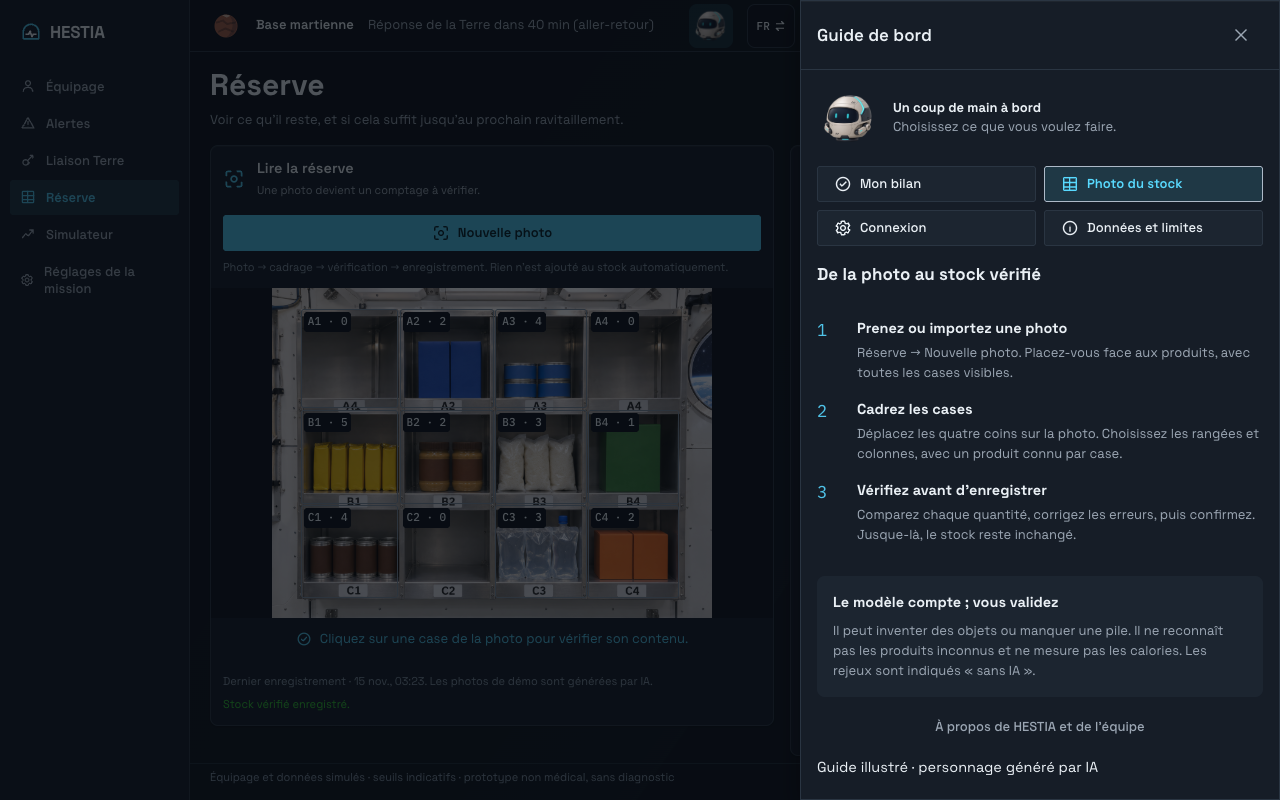 HESTIA
Équipage
Alertes
Liaison Terre
Réserve
Simulateur
Réglages de la
mission
Base martienne
Réponse de la Terre dans 40 min (aller-retour)
FR
Réserve
Voir ce qu'il reste, et si cela suffit jusqu'au prochain ravitaillement.
Lire la réserve
Une photo devient un comptage à vérifier.
Nouvelle photo
Photo → cadrage → vérification → enregistrement. Rien n'est ajouté au stock automatiquement.
A1 · 0
A2 · 2
A3 · 4
A4 · 0
A4
A2
A3
A4
B1 · 5
B2 · 2
B3 · 3
B4 · 1
B1
B2
B3
B4
C1 · 4
C2 · 0
C3 · 3
C4 · 2
C1
C2
C3
C4
Cliquez sur une case de la photo pour vérifier son contenu.
Dernier enregistrement · 15 nov., 03:23. Les photos de démo sont générées par IA.
Stock vérifié enregistré.
Équipage et données simulés · seuils indicatifs · prototype non médical, sans diagnostic
Guide de bord
Un coup de main à bord
Choisissez ce que vous voulez faire.
Mon bilan
Photo du stock
Connexion
Données et limites
De la photo au stock vérifié
1
Prenez ou importez une photo
Réserve → Nouvelle photo. Placez-vous face aux produits, avec
toutes les cases visibles.
2
Cadrez les cases
Déplacez les quatre coins sur la photo. Choisissez les rangées et
colonnes, avec un produit connu par case.
3
Vérifiez avant d'enregistrer
Comparez chaque quantité, corrigez les erreurs, puis confirmez.
Jusque-là, le stock reste inchangé.
Le modèle compte ; vous validez
Il peut inventer des objets ou manquer une pile. Il ne reconnaît
pas les produits inconnus et ne mesure pas les calories. Les
rejeux sont indiqués « sans IA ».
À propos de HESTIA et de l'équipe
Guide illustré · personnage généré par IA